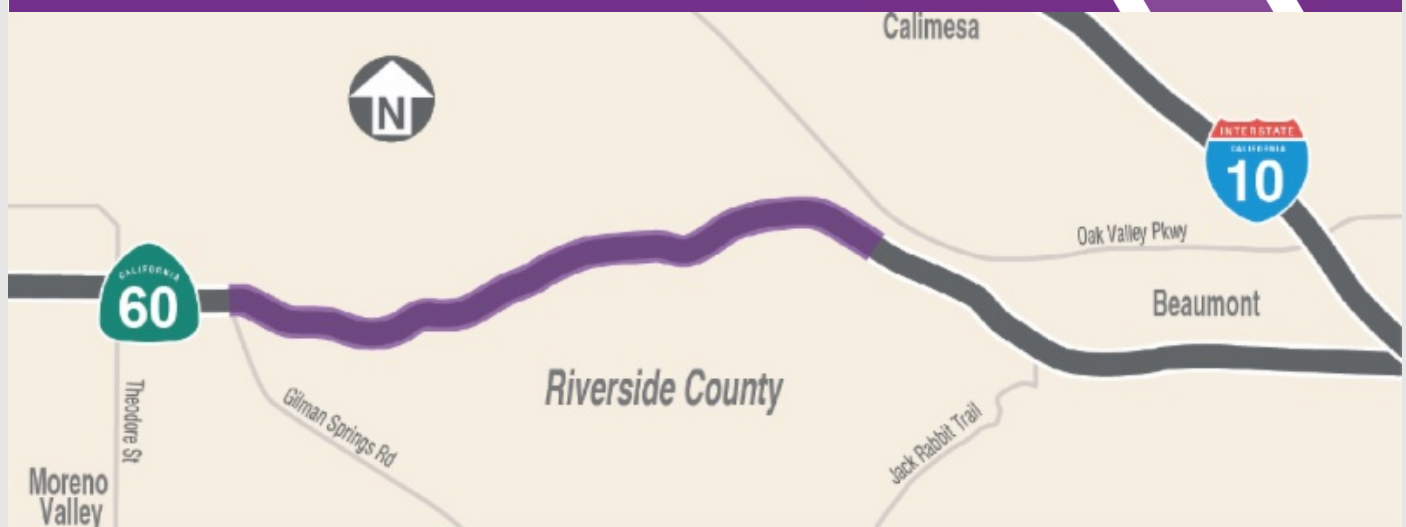 Calimesa
N
INTERSTATE
CALIFORNIA
10
Oak Valley Pkwy
CALIFORNIA
60
Beaumont
Riverside County
Theodore St
Gilman Springs Rd
Jack Rabbit Trail
Moreno
Valley